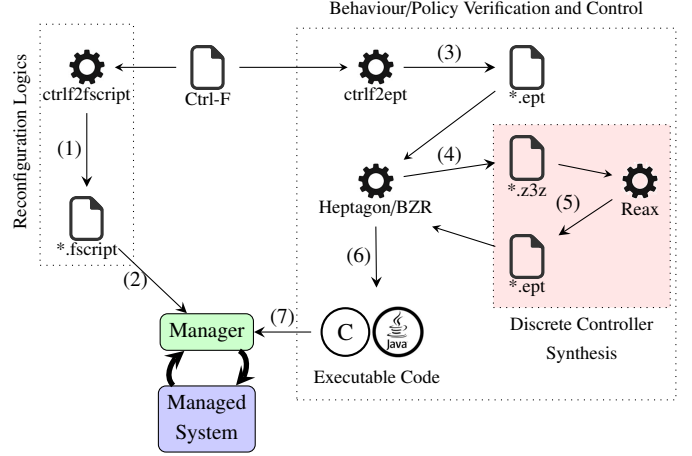 Behaviour/Policy Verification and Control
Reconfiguration Logics
ctrlf2fscript
Ctrl-F
ctrlf2ept
(3)
*.ept
(1)
(4)
*.z3z
Heptagon/BZR
(5)
Reax
*.fscript
(2)
(6)
*.ept
Manager
(7)
C
Java
Executable Code
Discrete Controller
Synthesis
Managed
System